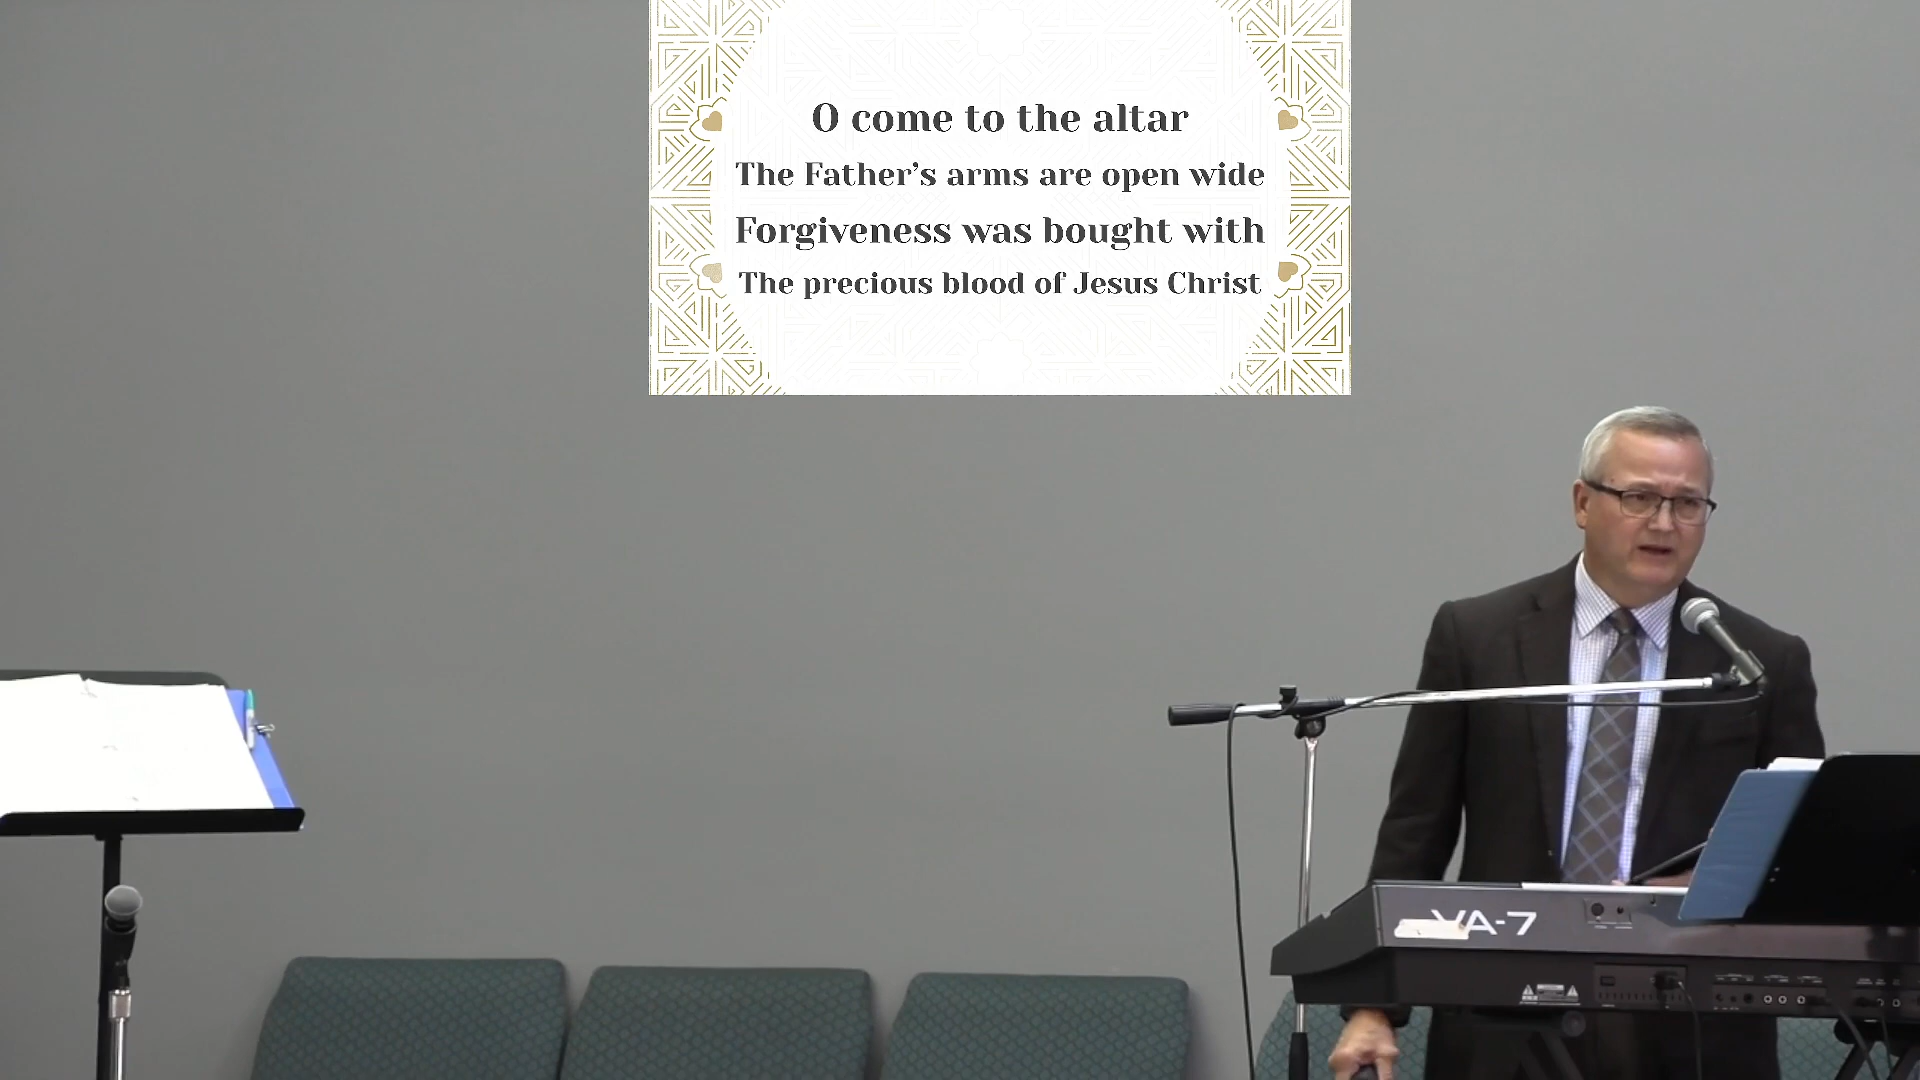 O come to the altar
The Father's arms are open wide
Forgiveness was bought with
The precious blood of Jesus Christ
VA-7